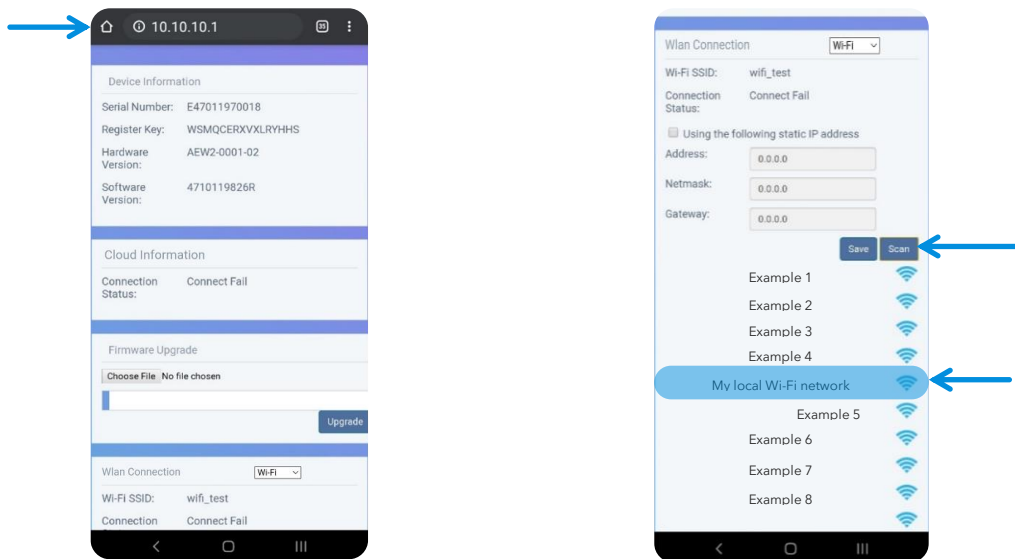 10.10.10.1
35
Device Information
Serial Number: E47011970018
Register Key: WSMQCERXVXLRYHHS
Hardware Version: AEW2-0001-02
Software Version: 4710119826R
Cloud Information
Connection Status: Connect Fail
Firmware Upgrade
Choose File No file chosen
Upgrade
Wlan Connection Wi-Fi
Wi-Fi SSID: wifi_test
Connection Connect Fail
Wlan Connection Wi-Fi
Wi-Fi SSID: wifi_test
Connection Status: Connect Fail
Using the following static IP address
Address: 0.0.0.0
Netmask: 0.0.0.0
Gateway: 0.0.0.0
Save Scan
Example 1
Example 2
Example 3
Example 4
My local Wi-Fi network
Example 5
Example 6
Example 7
Example 8